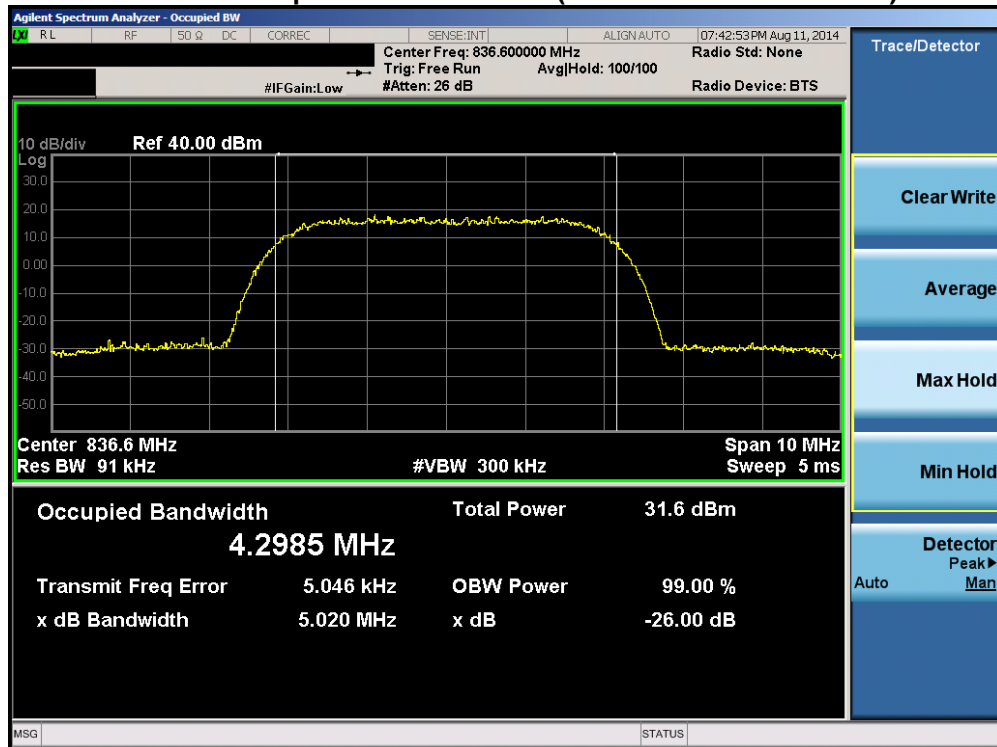 Agilent Spectrum Analyzer - Occupied BW
LXI RL RF 50 Ω DC CORREC SENSE:INT ALIGN AUTO 07:42:53 PM Aug 11, 2014
Center Freq: 836.600000 MHz Radio Std: None
Trig: Free Run Avg|Hold: 100/100
#IFGain:Low #Atten: 26 dB Radio Device: BTS
10 dB/div Ref 40.00 dBm
Log
30.0
20.0
10.0
0.00
-10.0
-20.0
-30.0
-40.0
-50.0
Center 836.6 MHz Span 10 MHz
Res BW 91 kHz #VBW 300 kHz Sweep 5 ms
Occupied Bandwidth Total Power 31.6 dBm
4.2985 MHz
Transmit Freq Error 5.046 kHz OBW Power 99.00 %
x dB Bandwidth 5.020 MHz x dB -26.00 dB
MSG STATUS
Trace/Detector
Clear Write
Average
Max Hold
Min Hold
Detector
Peak▶
Auto Man